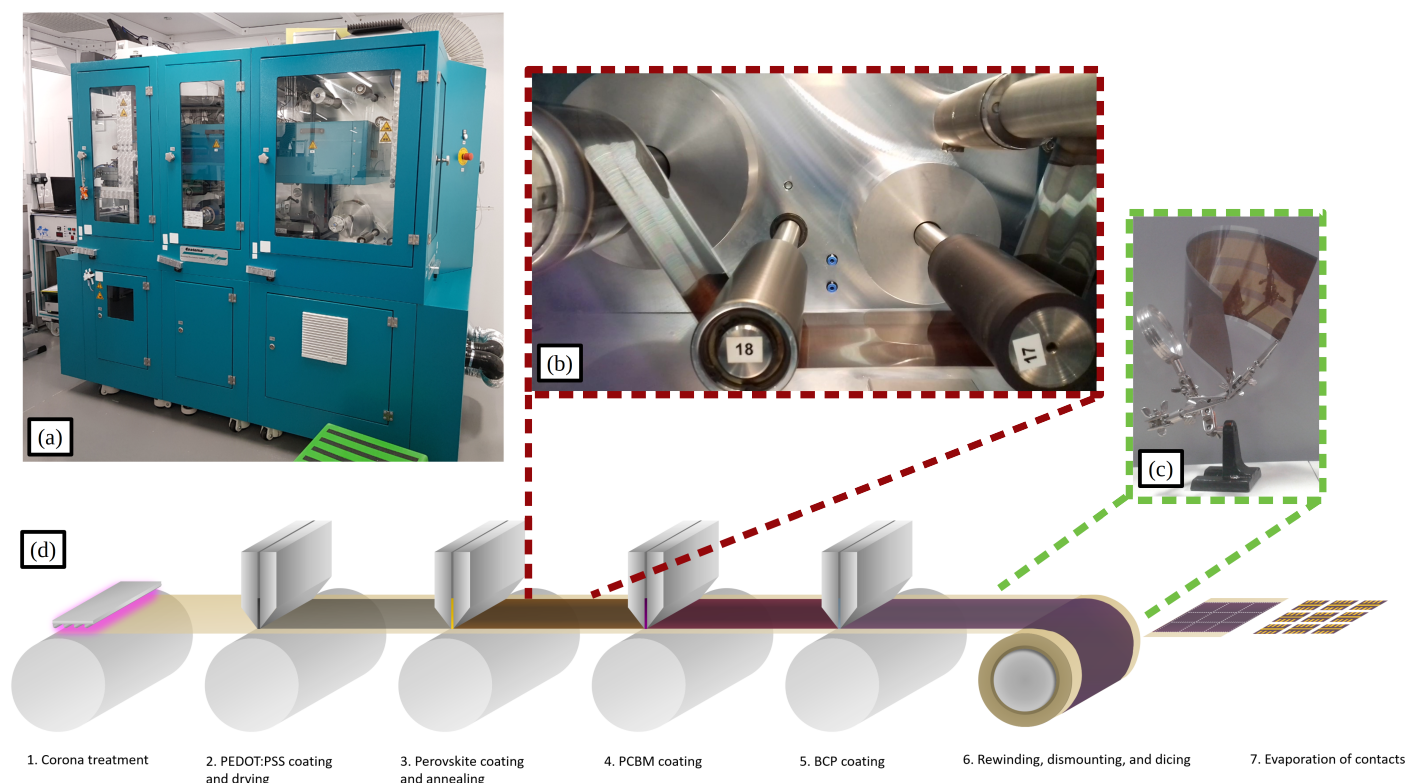 (a)
18
17
(b)
(c)
(d)
1. Corona treatment
2. PEDOT:PSS coating
and drying
3. Perovskite coating
and annealing
4. PCBM coating
5. BCP coating
6. Rewinding, dismounting, and dicing
7. Evaporation of contacts